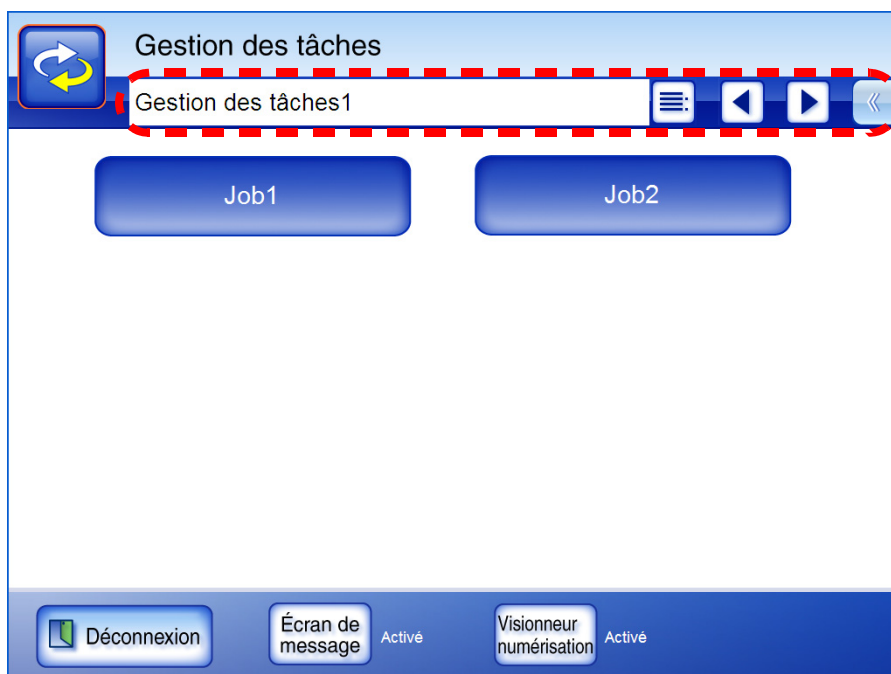 Gestion des tâches
Gestion des tâches1
Job1
Job2
Déconnexion
Écran de
message
Activé
Visionneur
numérisation
Activé